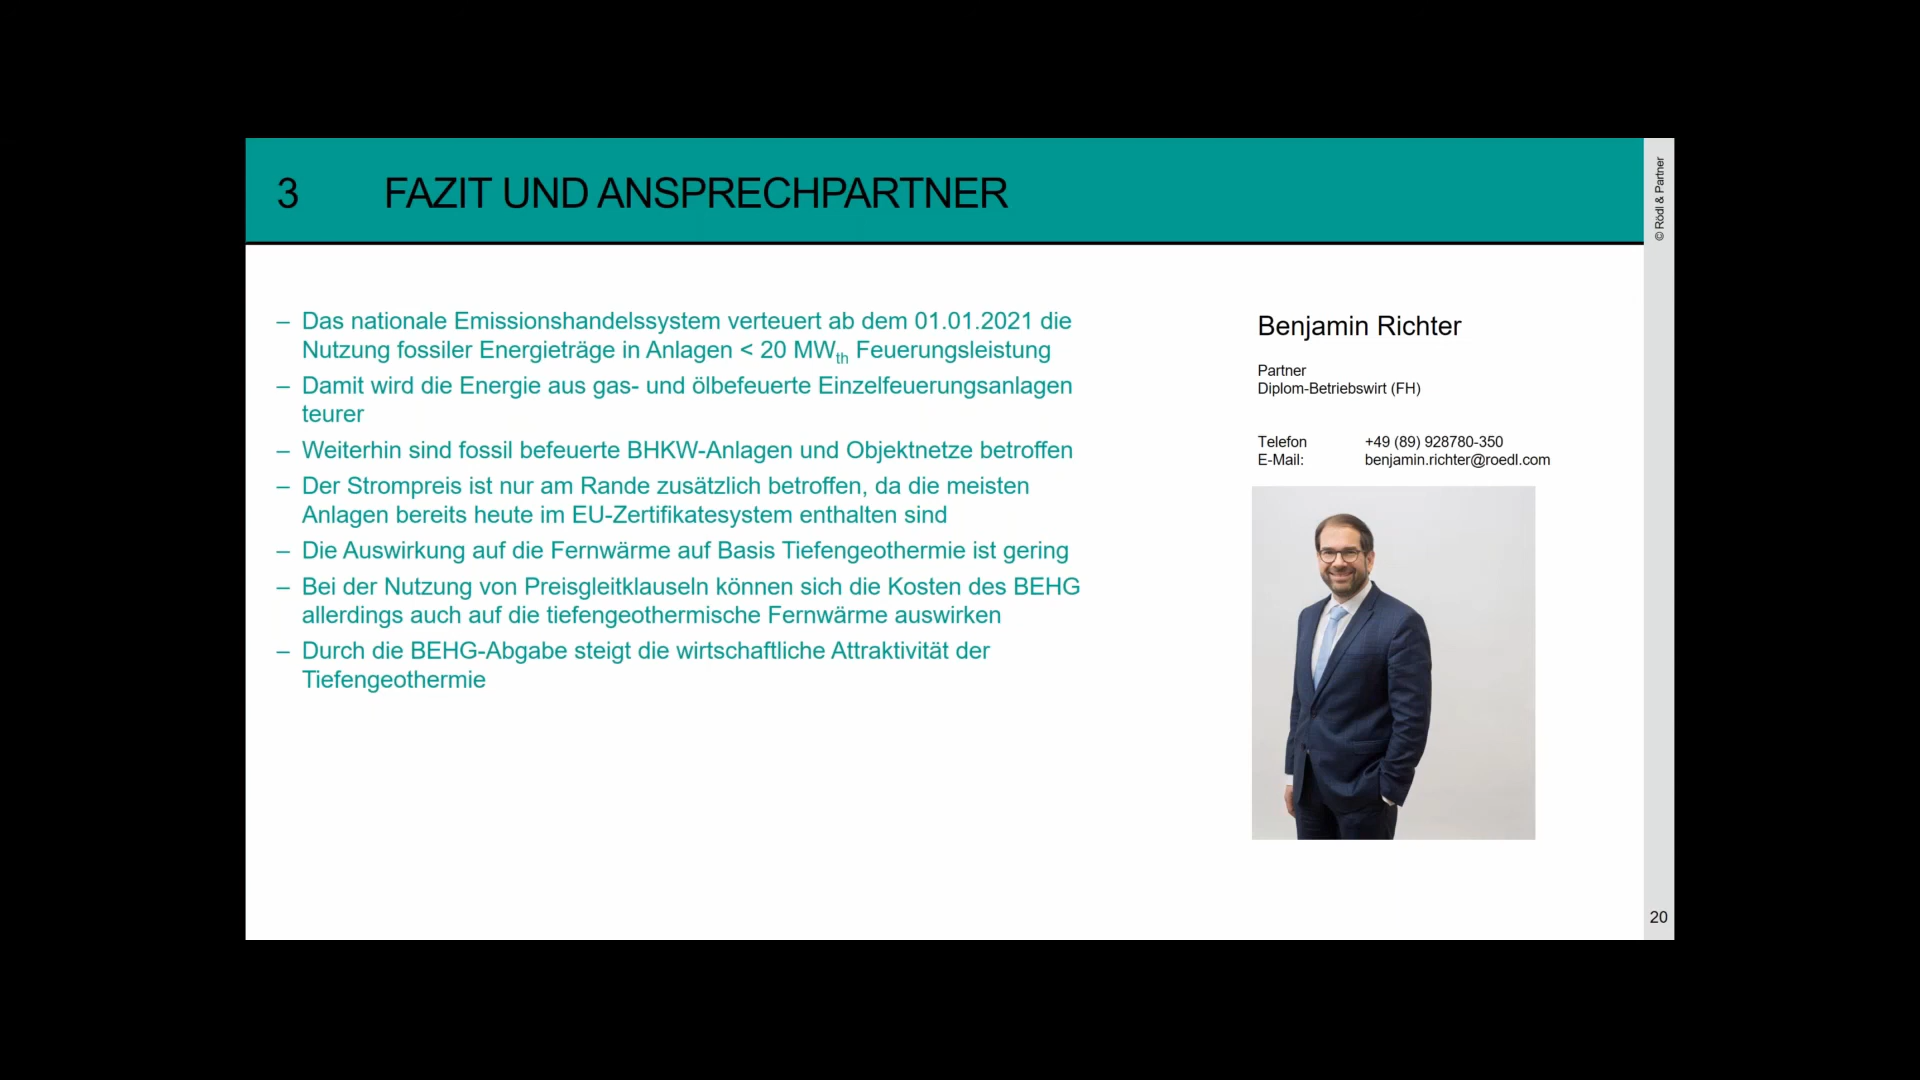 3 FAZIT UND ANSPRECHPARTNER
© Rödl & Partner
– Das nationale Emissionshandelssystem verteuert ab dem 01.01.2021 die
Nutzung fossiler Energieträge in Anlagen < 20 MWth Feuerungsleistung
– Damit wird die Energie aus gas- und ölbefeuerte Einzelfeuerungsanlagen
teurer
– Weiterhin sind fossil befeuerte BHKW-Anlagen und Objektnetze betroffen
– Der Strompreis ist nur am Rande zusätzlich betroffen, da die meisten
Anlagen bereits heute im EU-Zertifikatesystem enthalten sind
– Die Auswirkung auf die Fernwärme auf Basis Tiefengeothermie ist gering
– Bei der Nutzung von Preisgleitklauseln können sich die Kosten des BEHG
allerdings auch auf die tiefengeothermische Fernwärme auswirken
– Durch die BEHG-Abgabe steigt die wirtschaftliche Attraktivität der
Tiefengeothermie
Benjamin Richter
Partner
Diplom-Betriebswirt (FH)
Telefon +49 (89) 928780-350
E-Mail: benjamin.richter@roedl.com
20